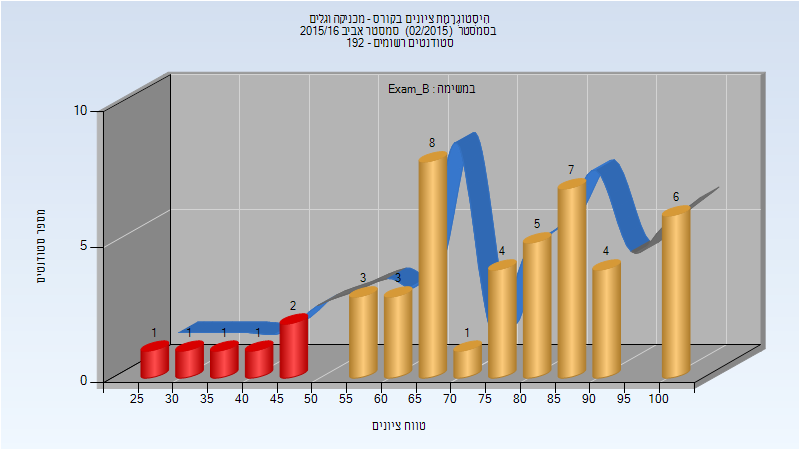 היסטוגרמת ציונים בקורס - מכניקה וגלים
בסמסטר (02/2015) סמסטר אביב 2015/16
סטודנטים רשומים - 192
במשימה : Exam_B
מספר סטודנטים
10
5
0
1
1
1
1
2
3
3
8
1
4
5
7
4
6
25 30 35 40 45 50 55 60 65 70 75 80 85 90 95 100
טווח ציונים